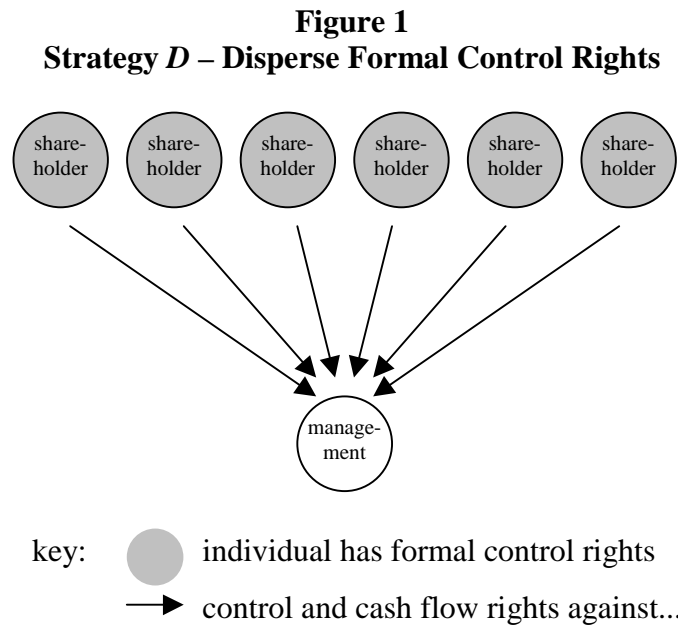 Figure 1
Strategy D – Disperse Formal Control Rights
share- share- share- share- share- share-
holder holder holder holder holder holder
manage-
ment
key: individual has formal control rights
control and cash flow rights against...